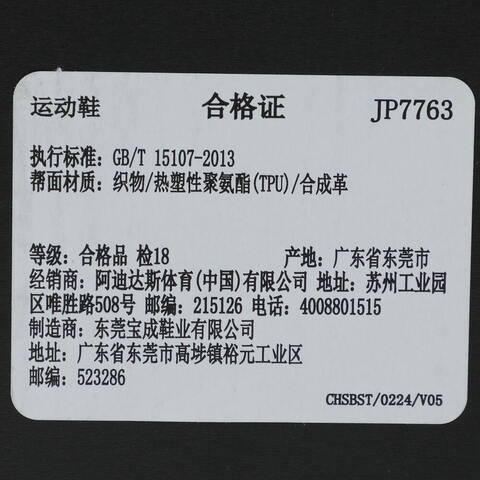 运动鞋 合格证 JP7763
执行标准: GB/T 15107-2013
帮面材质: 织物/热塑性聚氨酯(TPU)/合成革
等级: 合格品 检18 产地: 广东省东莞市
经销商: 阿迪达斯体育(中国)有限公司 地址: 苏州工业园
区唯胜路508号 邮编: 215126 电话: 4008801515
制造商: 东莞宝成鞋业有限公司
地址: 广东省东莞市高埗镇裕元工业区
邮编: 523286
CHSBST/0224/V05